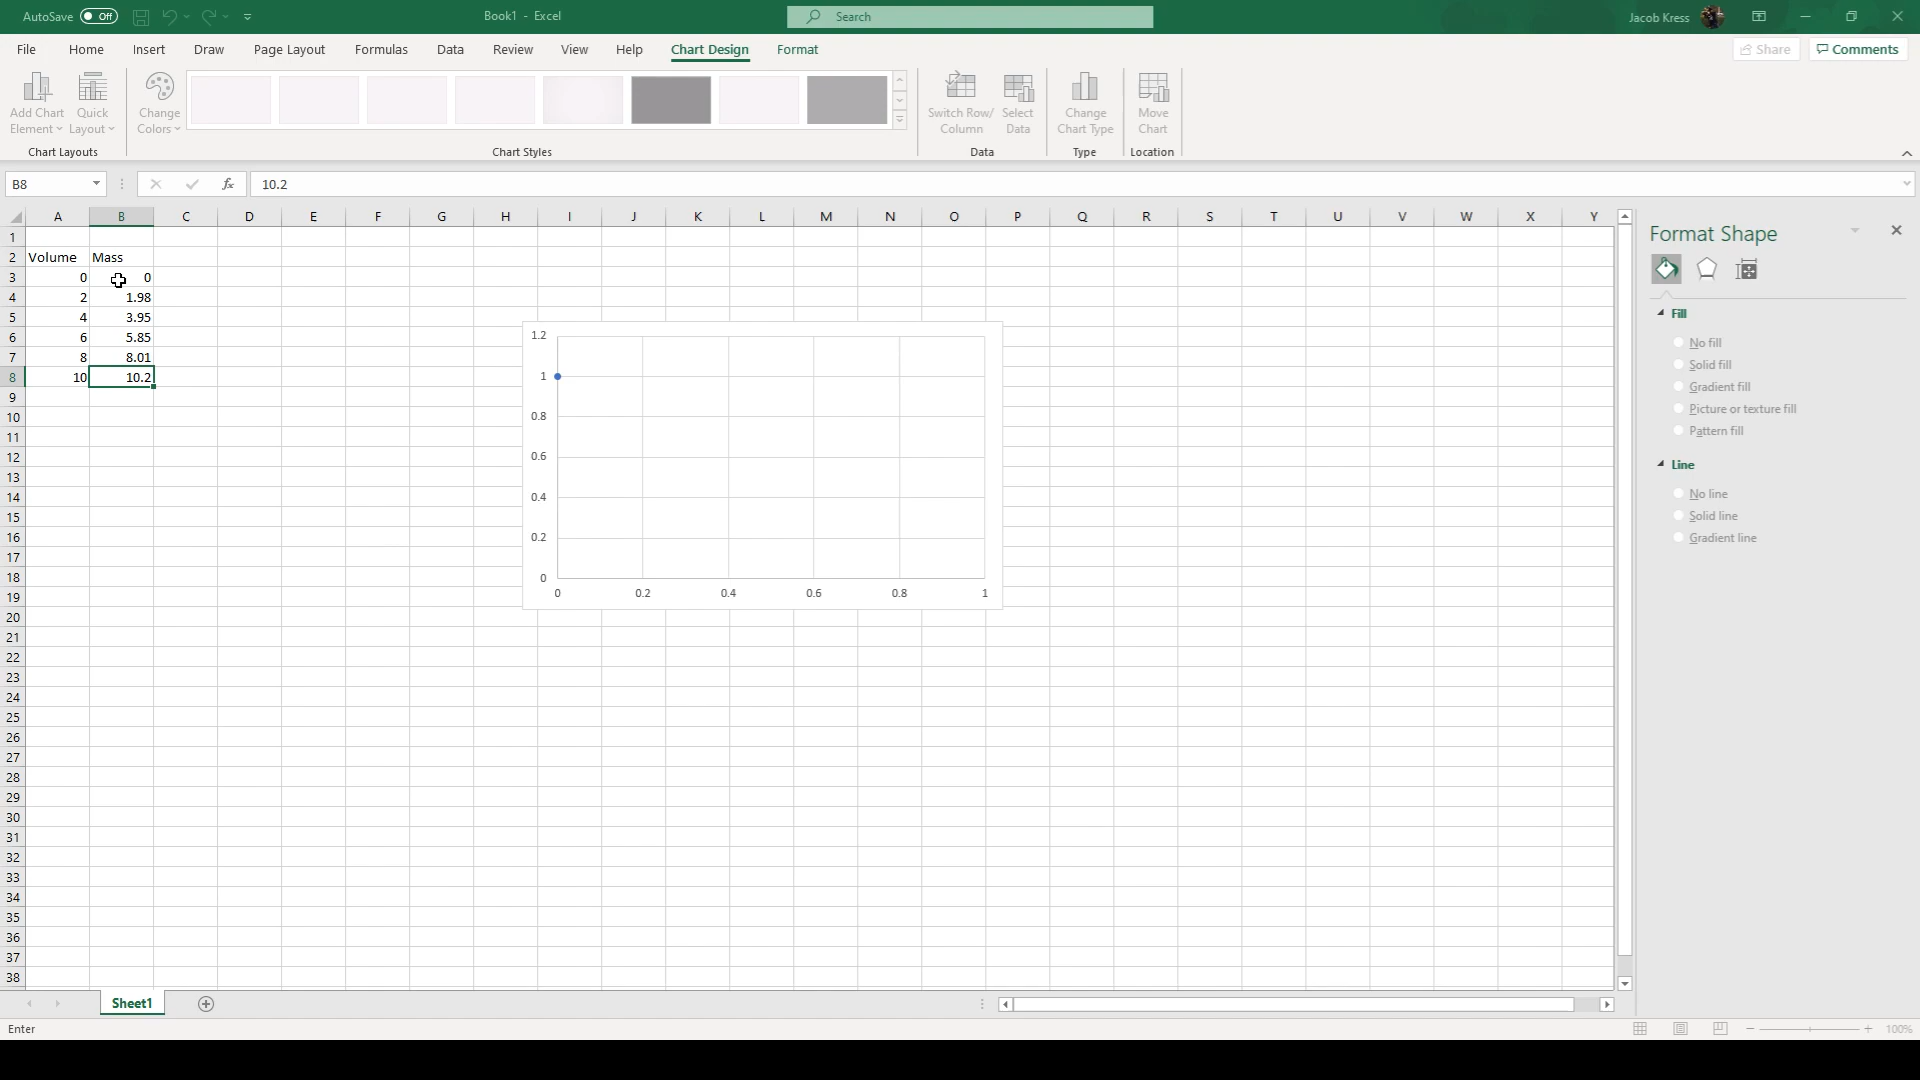 AutoSave Off Book1 - Excel Search Jacob Kress
File Home Insert Draw Page Layout Formulas Data Review View Help Chart Design Format Share Comments
Add Chart Element Quick Layout Change Colors Switch Row/ Column Select Data Change Chart Type Move Chart
Chart Layouts Chart Styles Data Type Location
B8 fx 10.2
A B C D E F G H I J K L M N O P Q R S T U V W X Y
1
2 Volume Mass
3 0 0
4 2 1.98
5 4 3.95
6 6 5.85
7 8 8.01
8 10 10.2
9
10
11
12
13
14
15
16
17
18
19
20
21
22
23
24
25
26
27
28
29
30
31
32
33
34
35
36
37
38
1.2
1
0.8
0.6
0.4
0.2
0
0 0.2 0.4 0.6 0.8 1
Format Shape
Fill
No fill
Solid fill
Gradient fill
Picture or texture fill
Pattern fill
Line
No line
Solid line
Gradient line
Sheet1
Enter 100%